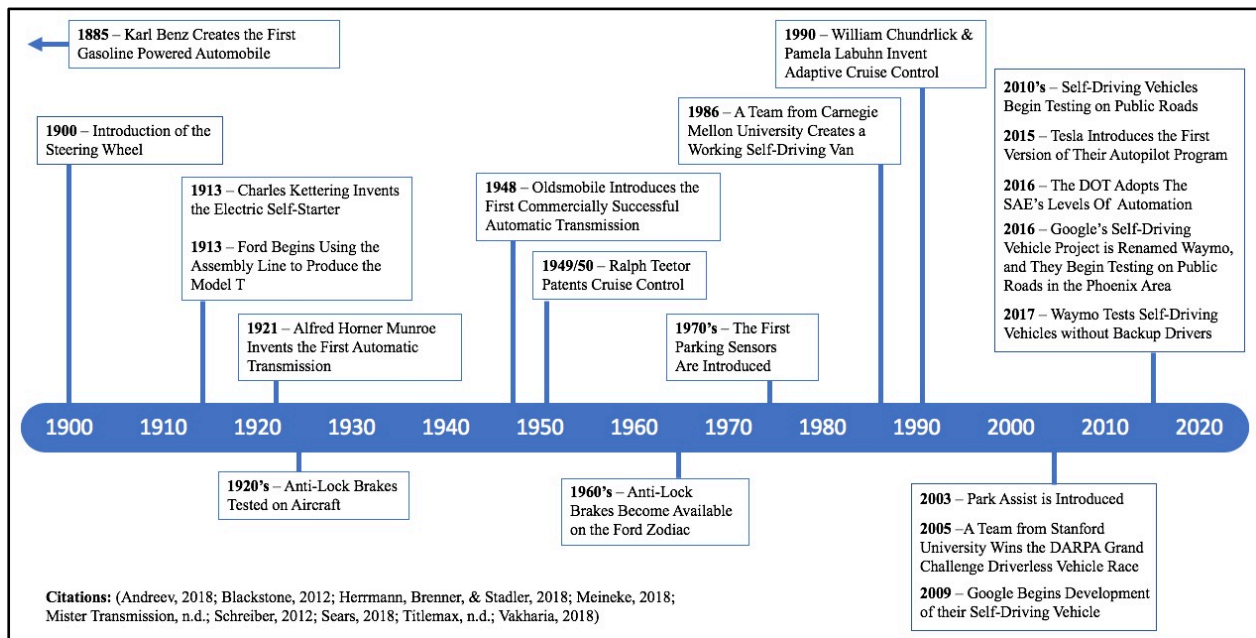 1885 – Karl Benz Creates the First
Gasoline Powered Automobile
1900 – Introduction of the
Steering Wheel
1913 – Charles Kettering Invents
the Electric Self-Starter
1913 – Ford Begins Using the
Assembly Line to Produce the
Model T
1921 – Alfred Horner Munroe
Invents the First Automatic
Transmission
1948 – Oldsmobile Introduces the
First Commercially Successful
Automatic Transmission
1949/50 – Ralph Teetor
Patents Cruise Control
1970's – The First
Parking Sensors
Are Introduced
1986 – A Team from Carnegie
Mellon University Creates a
Working Self-Driving Van
1990 – William Chundrlick &
Pamela Labuhn Invent
Adaptive Cruise Control
2010's – Self-Driving Vehicles
Begin Testing on Public Roads
2015 – Tesla Introduces the First
Version of Their Autopilot Program
2016 – The DOT Adopts The
SAE's Levels Of Automation
2016 – Google's Self-Driving
Vehicle Project is Renamed Waymo,
and They Begin Testing on Public
Roads in the Phoenix Area
2017 – Waymo Tests Self-Driving
Vehicles without Backup Drivers
1900 1910 1920 1930 1940 1950 1960 1970 1980 1990 2000 2010 2020
1920's – Anti-Lock Brakes
Tested on Aircraft
1960's – Anti-Lock
Brakes Become Available
on the Ford Zodiac
2003 – Park Assist is Introduced
2005 –A Team from Stanford
University Wins the DARPA Grand
Challenge Driverless Vehicle Race
2009 – Google Begins Development
of their Self-Driving Vehicle
Citations: (Andreev, 2018; Blackstone, 2012; Herrmann, Brenner, & Stadler, 2018; Meineke, 2018;
Mister Transmission, n.d.; Schreiber, 2012; Sears, 2018; Titlemax, n.d.; Vakharia, 2018)